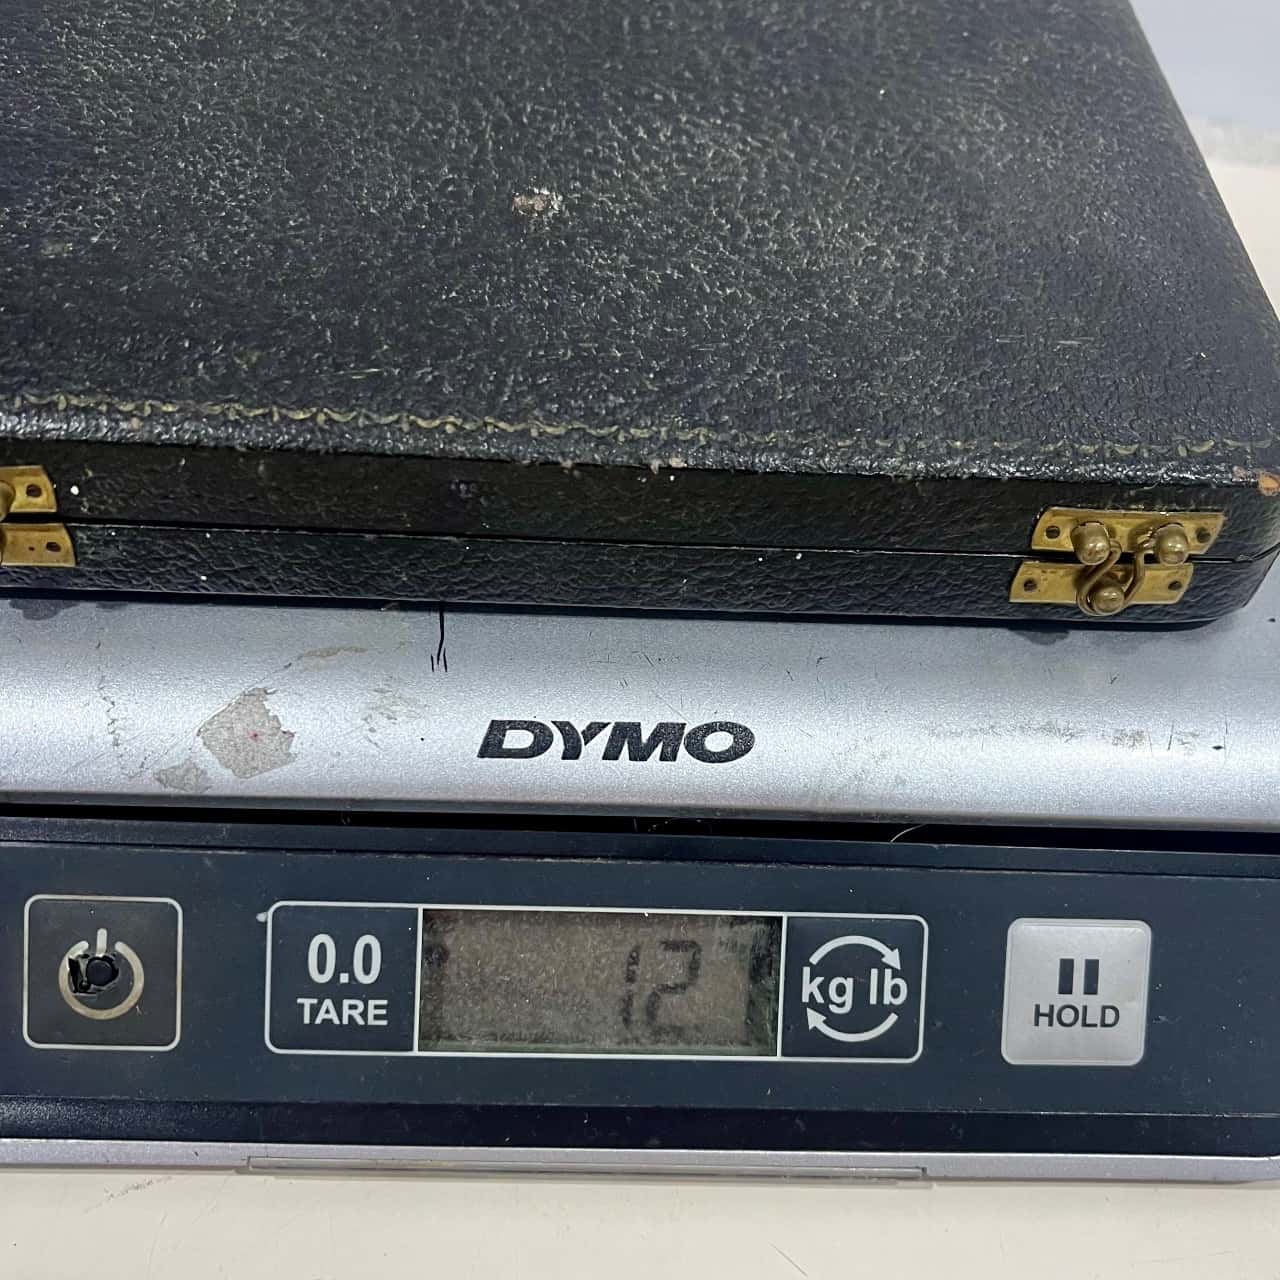 DYMO
0.0
TARE
12
kg lb
HOLD